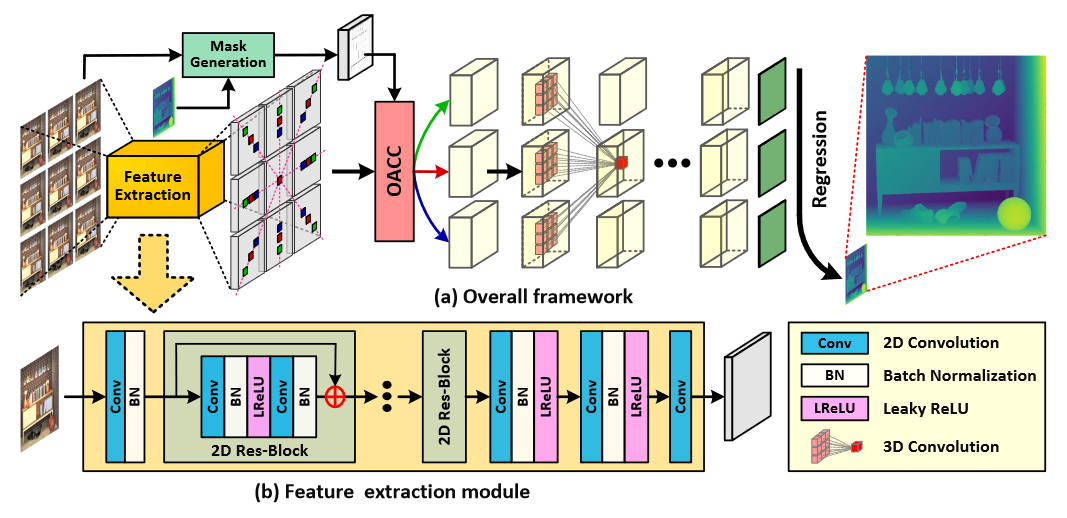 Mask
Generation
Feature
Extraction
OACC
Regression
(a) Overall framework
Conv
BN
Conv
BN
LReLU
Conv
BN
2D Res-Block
2D Res-Block
Conv
BN
LReLU
Conv
BN
LReLU
Conv
(b) Feature extraction module
Conv 2D Convolution
BN Batch Normalization
LReLU Leaky ReLU
3D Convolution